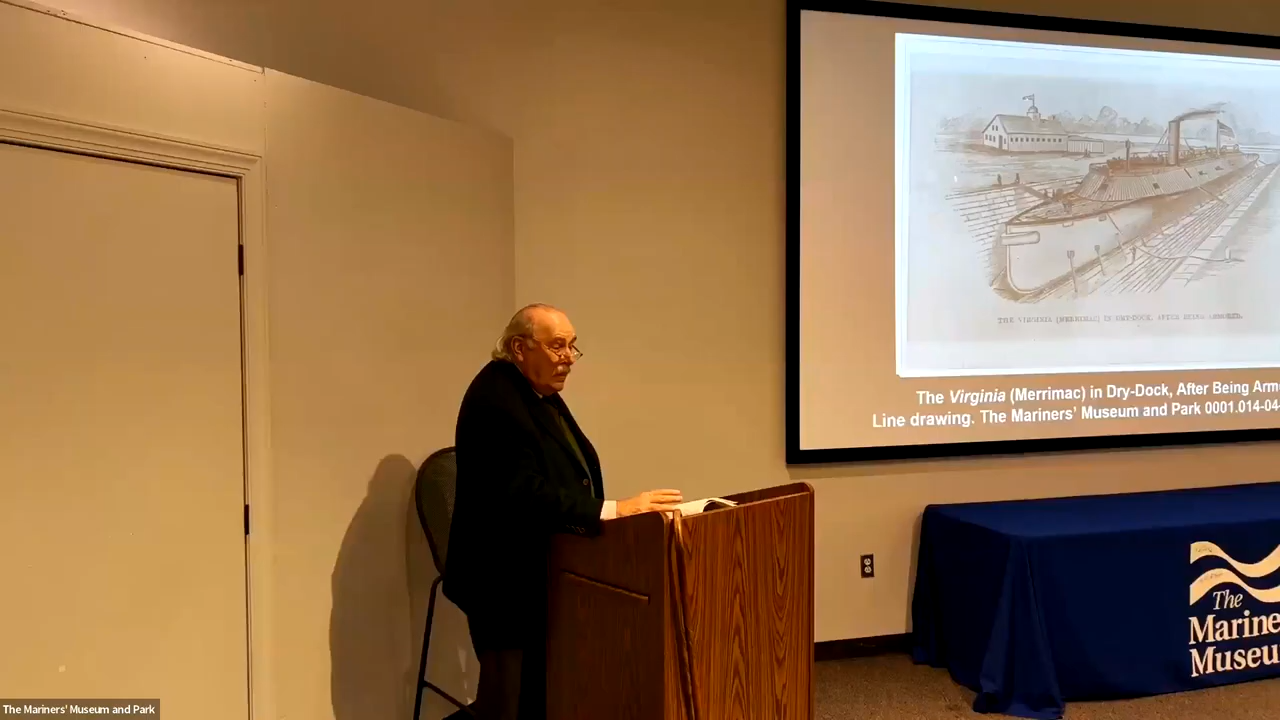 THE VIRGINIA (MERRIMAC) IN DRY-DOCK, AFTER BEING ARMORED.
The Virginia (Merrimac) in Dry-Dock, After Being Arm
Line drawing. The Mariners' Museum and Park 0001.014-04-
The
Marine
Museu
The Mariners' Museum and Park